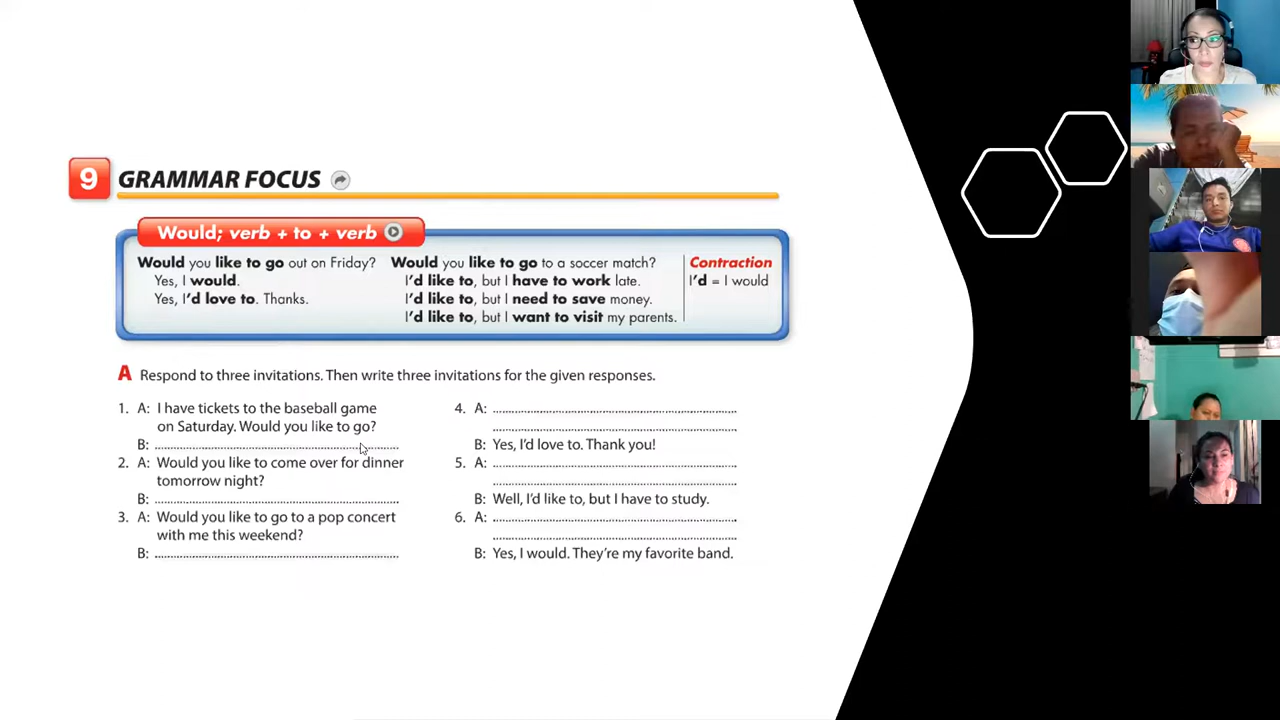 9 GRAMMAR FOCUS
Would; verb + to + verb
Would you like to go out on Friday?
Yes, I would.
Yes, I'd love to. Thanks.
Would you like to go to a soccer match?
I'd like to, but I have to work late.
I'd like to, but I need to save money.
I'd like to, but I want to visit my parents.
Contraction
I'd = I would
A Respond to three invitations. Then write three invitations for the given responses.
1. A: I have tickets to the baseball game
on Saturday. Would you like to go?
B:
2. A: Would you like to come over for dinner
tomorrow night?
B:
3. A: Would you like to go to a pop concert
with me this weekend?
B:
4. A:
B: Yes, I'd love to. Thank you!
5. A:
B: Well, I'd like to, but I have to study.
6. A:
B: Yes, I would. They're my favorite band.